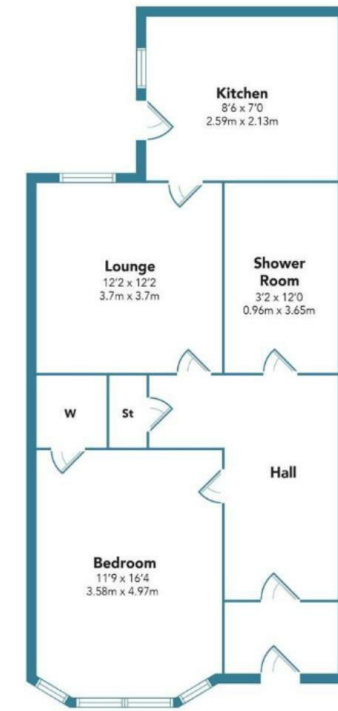 Kitchen
8'6 x 7'0
2.59m x 2.13m
Lounge
12'2 x 12'2
3.7m x 3.7m
Shower
Room
3'2 x 12'0
0.96m x 3.65m
W
St
Hall
Bedroom
11'9 x 16'4
3.58m x 4.97m